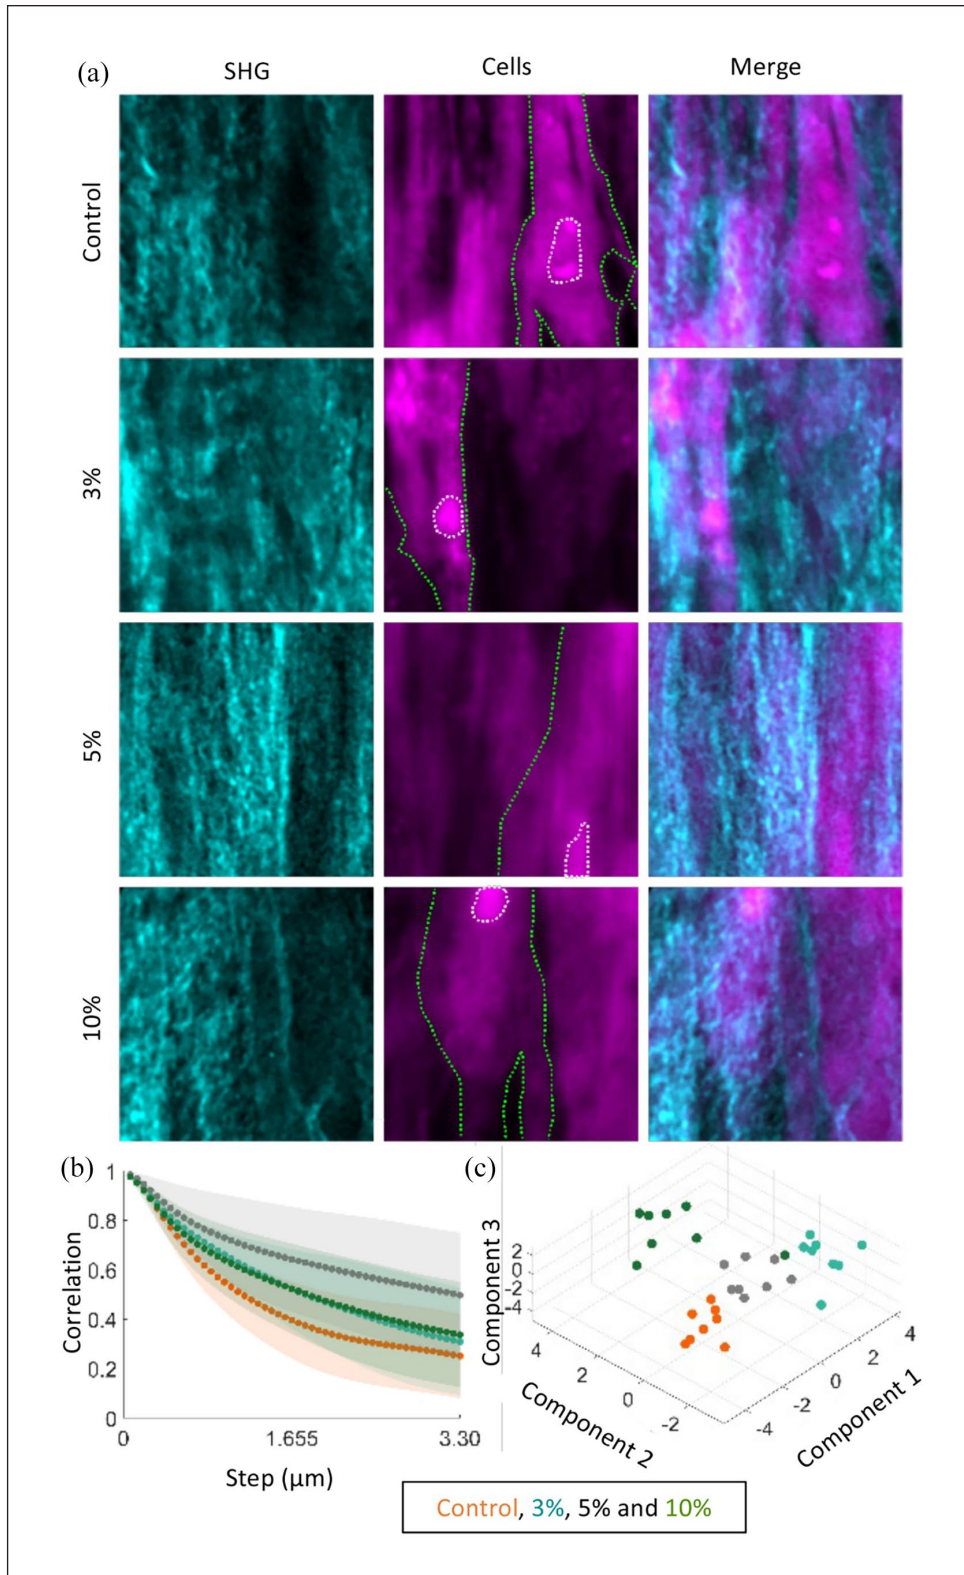 (a)
SHG Cells Merge
Control
3%
5%
10%
(b)
1
0.8
0.6
0.4
0.2
0
Correlation
0 1.655 3.30
Step (µm)
(c)
Component 3
2
0
-2
-4
4 2 0 -2
Component 2
-4 -2 0 2 4
Component 1
Control, 3%, 5% and 10%